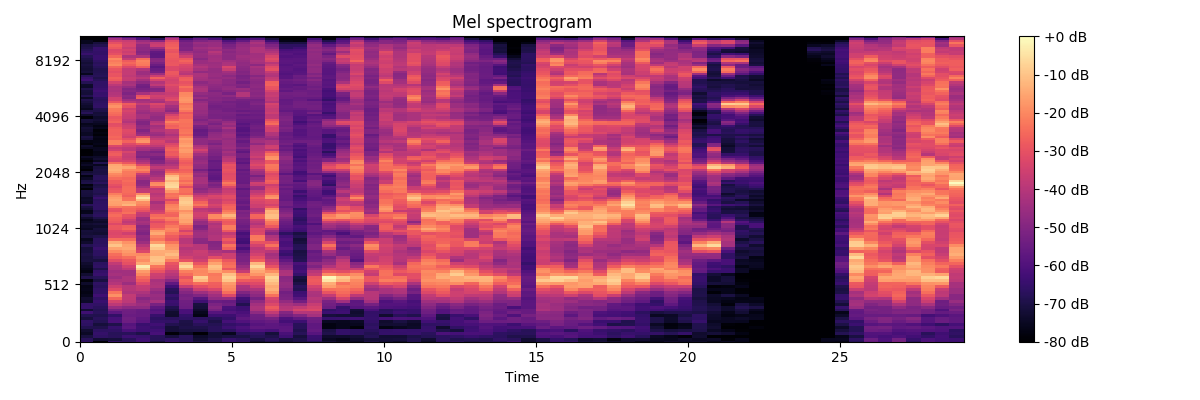 Mel spectrogram
Hz
8192
4096
2048
1024
512
0
0 5 10 15 20 25
Time
+0 dB
-10 dB
-20 dB
-30 dB
-40 dB
-50 dB
-60 dB
-70 dB
-80 dB